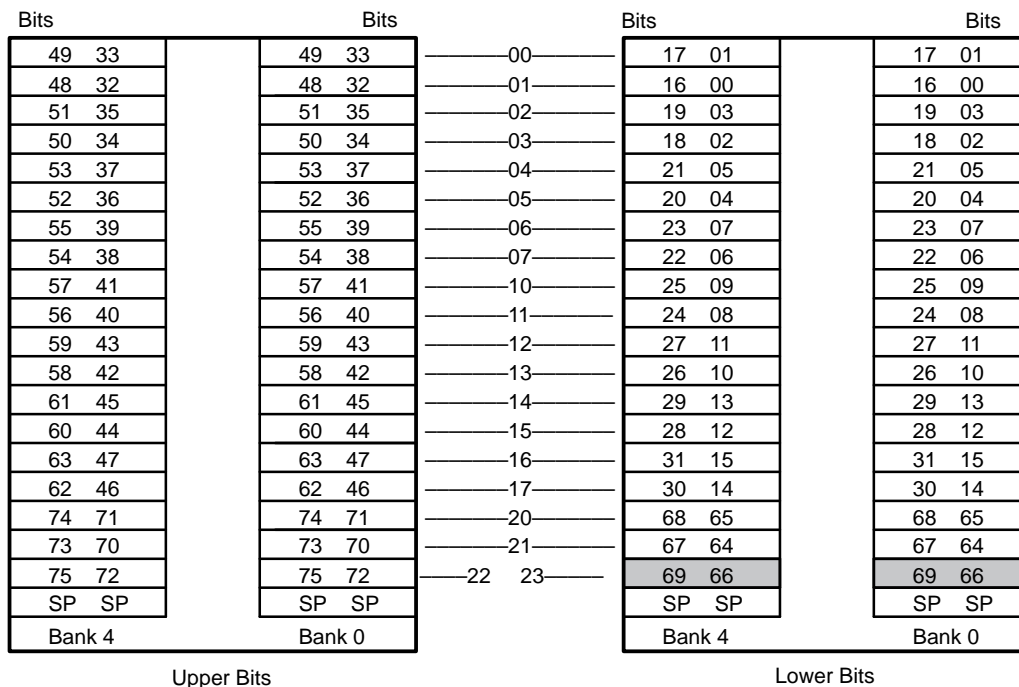 Bits Bits Bits Bits
49 33 49 33 00 17 01 17 01
48 32 48 32 01 16 00 16 00
51 35 51 35 02 19 03 19 03
50 34 50 34 03 18 02 18 02
53 37 53 37 04 21 05 21 05
52 36 52 36 05 20 04 20 04
55 39 55 39 06 23 07 23 07
54 38 54 38 07 22 06 22 06
57 41 57 41 10 25 09 25 09
56 40 56 40 11 24 08 24 08
59 43 59 43 12 27 11 27 11
58 42 58 42 13 26 10 26 10
61 45 61 45 14 29 13 29 13
60 44 60 44 15 28 12 28 12
63 47 63 47 16 31 15 31 15
62 46 62 46 17 30 14 30 14
74 71 74 71 20 68 65 68 65
73 70 73 70 21 67 64 67 64
75 72 75 72 22 23 69 66 69 66
SP SP SP SP SP SP SP SP
Bank 4 Bank 0 Bank 4 Bank 0
Upper Bits Lower Bits